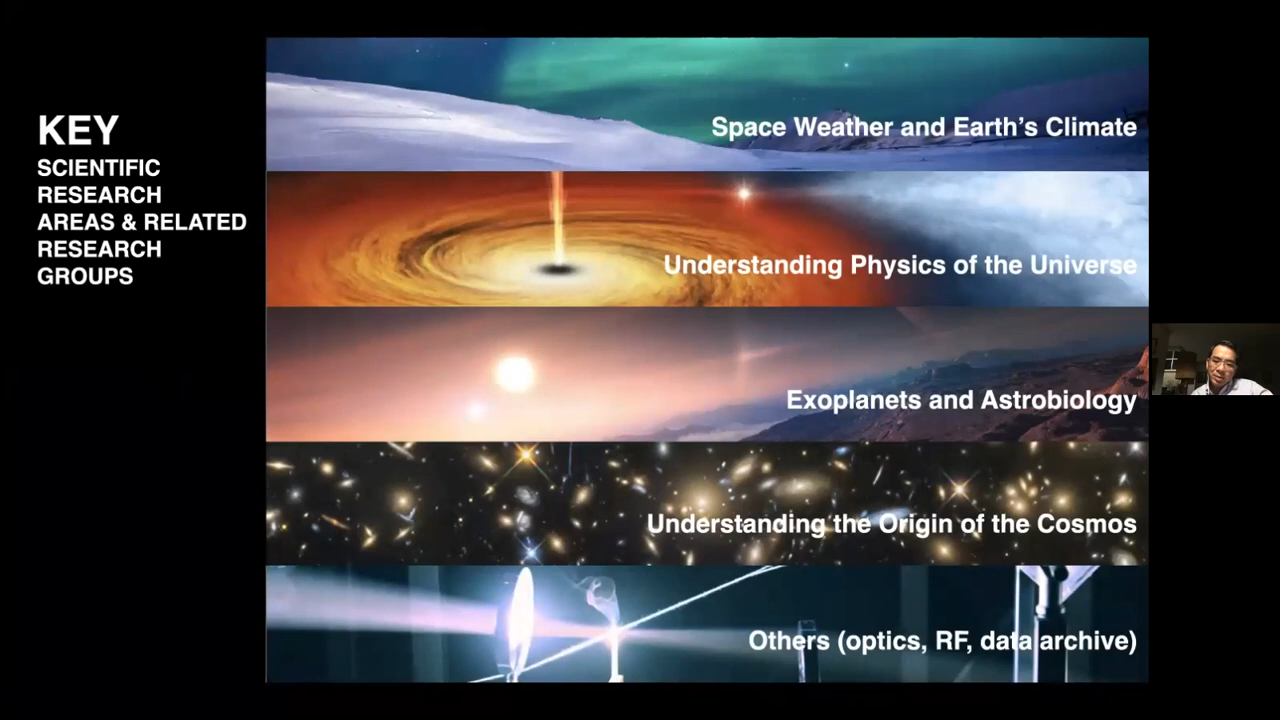 KEY
SCIENTIFIC
RESEARCH
AREAS & RELATED
RESEARCH
GROUPS
Space Weather and Earth's Climate
Understanding Physics of the Universe
Exoplanets and Astrobiology
Understanding the Origin of the Cosmos
Others (optics, RF, data archive)